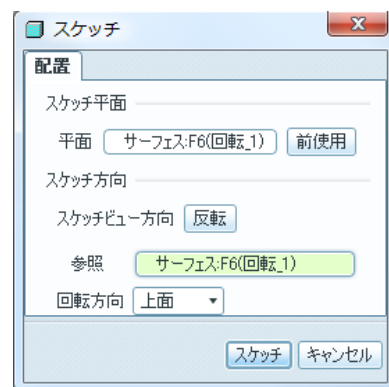 スケッチ
配置
スケッチ平面
平面 サーフェス:F6(回転_1) 前使用
スケッチ方向
スケッチビュー方向 反転
参照 サーフェス:F6(回転_1)
回転方向 上面
スケッチ キャンセル